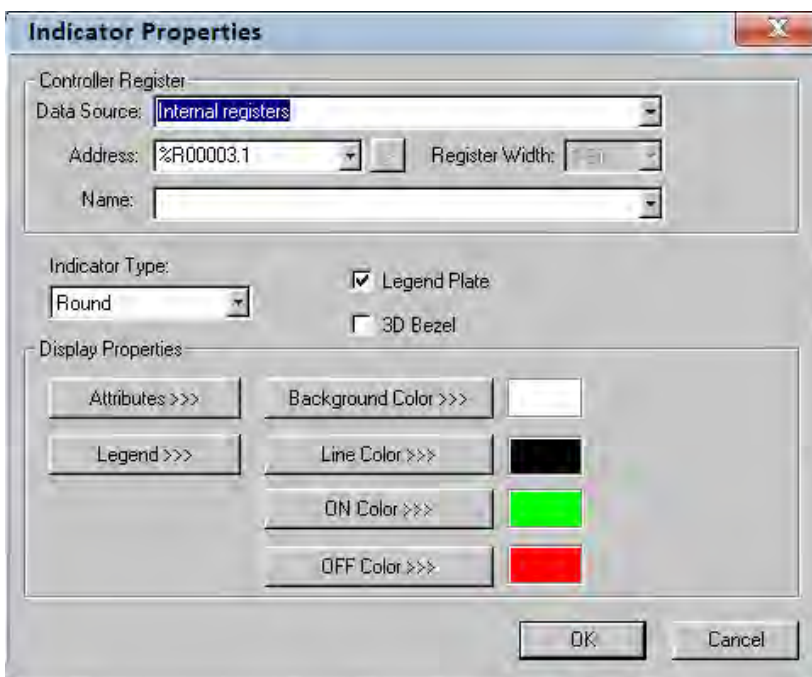 Indicator Properties
Controller Register
Data Source: Internal registers
Address: %R00003.1
Register Width:
Name:
Indicator Type:
Round
Legend Plate
3D Bezel
Display Properties
Attributes >>>
Background Color >>>
Legend >>>
Line Color >>>
ON Color >>>
OFF Color >>>
OK
Cancel